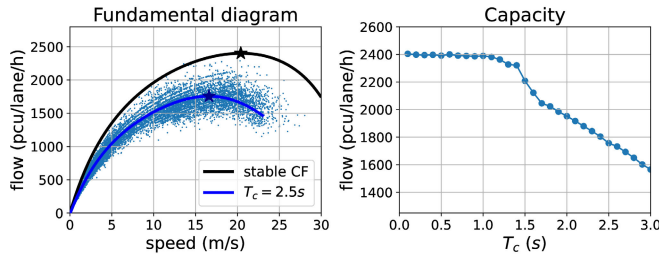 Fundamental diagram
flow (pcu/lane/h)
2500
2000
1500
1000
500
0
stable CF
T_c = 2.5s
0 5 10 15 20 25 30
speed (m/s)
Capacity
flow (pcu/lane/h)
2600
2400
2200
2000
1800
1600
1400
0.0 0.5 1.0 1.5 2.0 2.5 3.0
T_c (s)